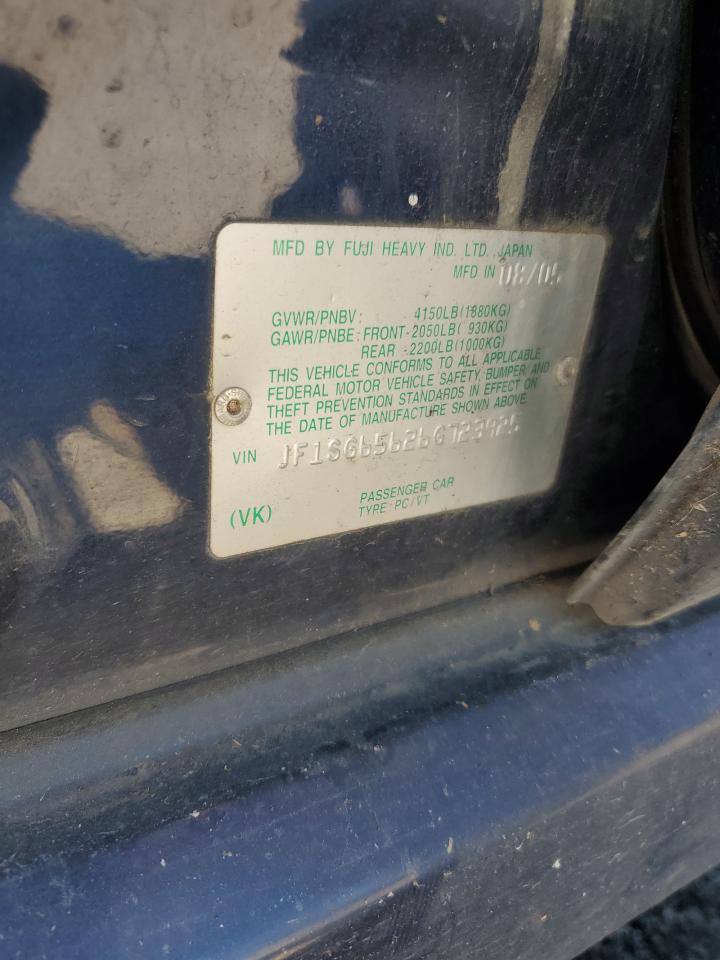 MFD BY FUJI HEAVY IND. LTD. JAPAN
MFD IN 08/05
GVWR/PNBV : 4150LB(1880KG)
GAWR/PNBE : FRONT-2050LB( 930KG)
REAR -2200LB(1000KG)
THIS VEHICLE CONFORMS TO ALL APPLICABLE
FEDERAL MOTOR VEHICLE SAFETY, BUMPER AND
THEFT PREVENTION STANDARDS IN EFFECT ON
THE DATE OF MANUFACTURE SHOWN ABOVE.
VIN JF1SG65626G723925
PASSENGER CAR
(VK) TYPE : PC/VT